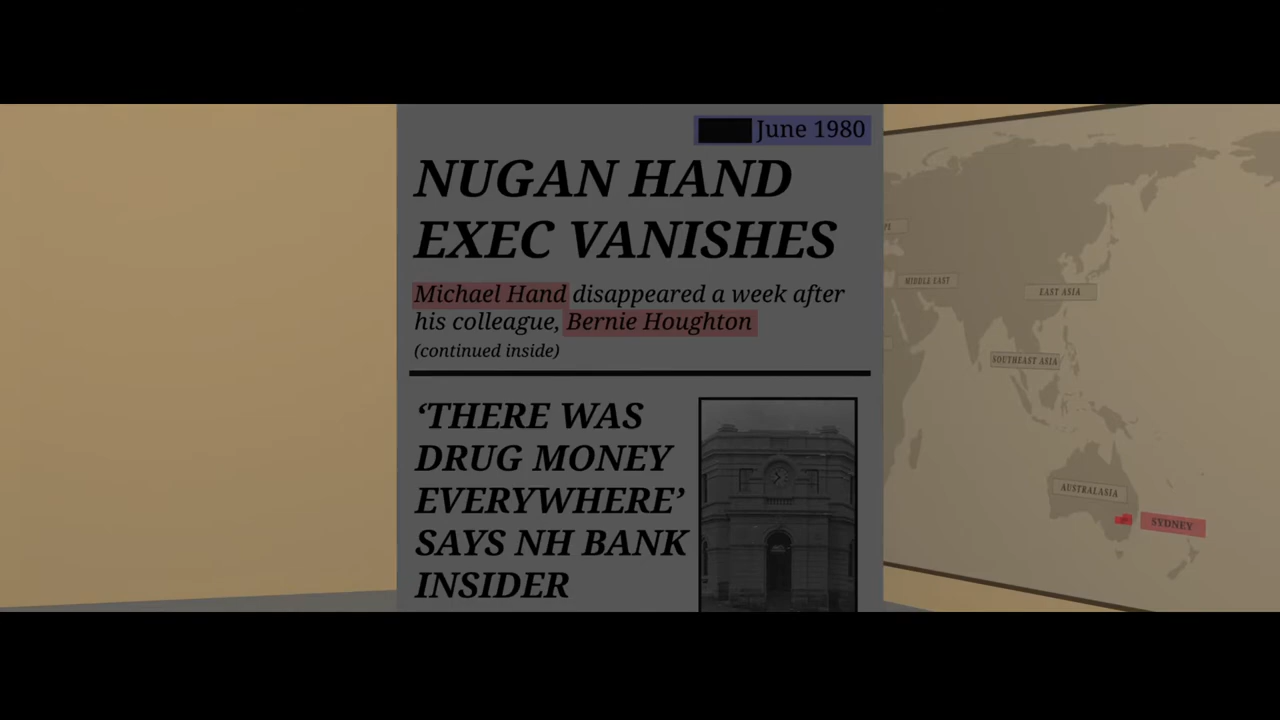 June 1980
NUGAN HAND
EXEC VANISHES
Michael Hand disappeared a week after
his colleague, Bernie Houghton
(continued inside)
‘THERE WAS
DRUG MONEY
EVERYWHERE’
SAYS NH BANK
INSIDER
MIDDLE EAST
EAST ASIA
SOUTHEAST ASIA
AUSTRALASIA
SYDNEY